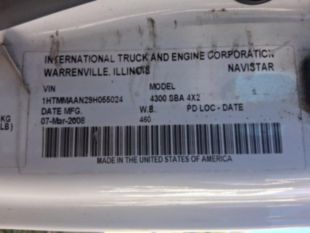 INTERNATIONAL TRUCK AND ENGINE CORPORATION
WARRENVILLE, ILLINOIS NAVISTAR
VIN MODEL
1HTMMAAN29H055024 4300 SBA 4X2
DATE MFG. W.B. PD LOC - DATE
07-Mar-2008 460
KG
LB)
MADE IN THE UNITED STATES OF AMERICA